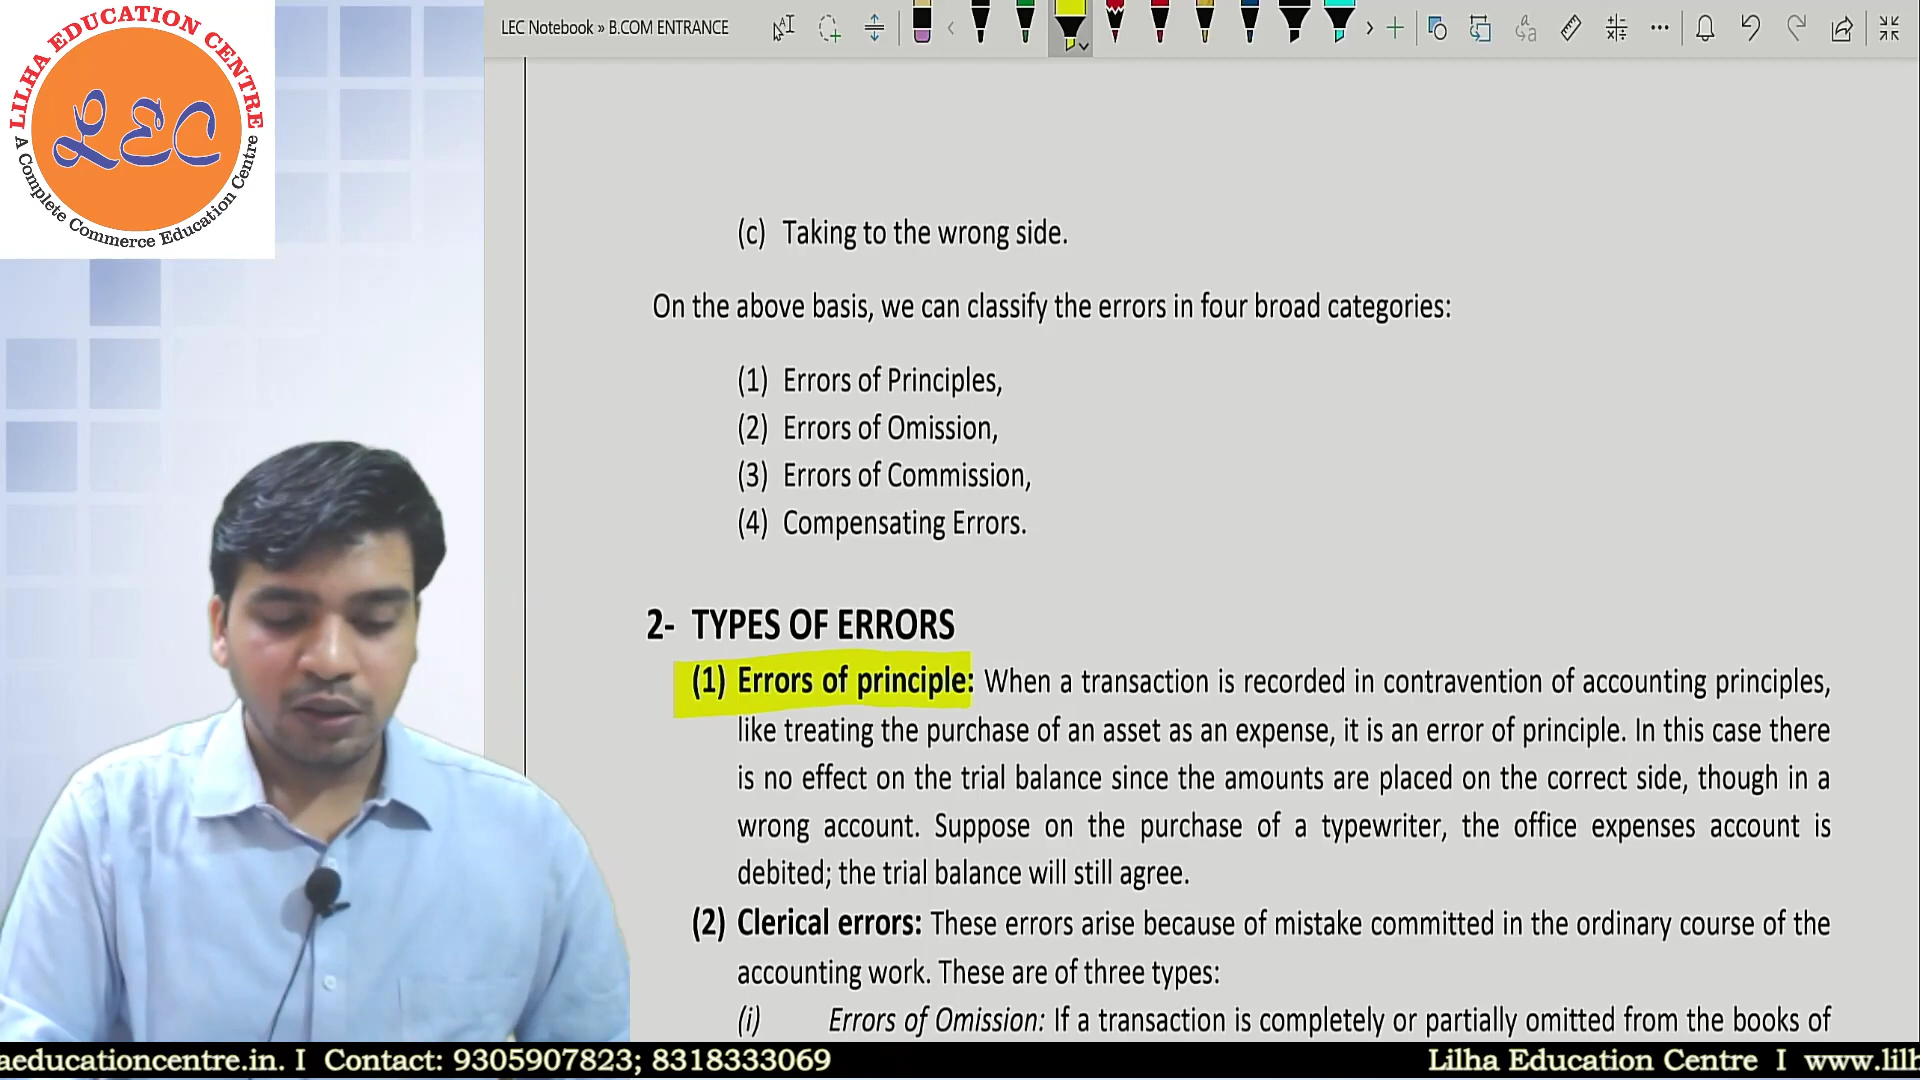 LILHA EDUCATION CENTRE
LEC
A Complete Commerce Education Centre
LEC Notebook » B.COM ENTRANCE
(c) Taking to the wrong side.
On the above basis, we can classify the errors in four broad categories:
(1) Errors of Principles,
(2) Errors of Omission,
(3) Errors of Commission,
(4) Compensating Errors.
2- TYPES OF ERRORS
(1) Errors of principle: When a transaction is recorded in contravention of accounting principles,
like treating the purchase of an asset as an expense, it is an error of principle. In this case there
is no effect on the trial balance since the amounts are placed on the correct side, though in a
wrong account. Suppose on the purchase of a typewriter, the office expenses account is
debited; the trial balance will still agree.
(2) Clerical errors: These errors arise because of mistake committed in the ordinary course of the
accounting work. These are of three types:
(i) Errors of Omission: If a transaction is completely or partially omitted from the books of
aeducationcentre.in. I Contact: 9305907823; 8318333069 Lilha Education Centre I www.lilh